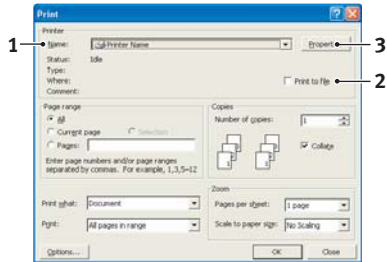 Print
Printer
1 Name: Printer Name Propert 3
Status: Idle
Type:
Where: Print to file 2
Comment:
Page range
All
Current page Selection
Pages:
Enter page numbers and/or page ranges
separated by commas. For example, 1,3,5–12
Copies
Number of copies: 1
Collate
Print what: Document
Print: All pages in range
Zoom
Pages per sheet: 1 page
Scale to paper size: No Scaling
Options... OK Close